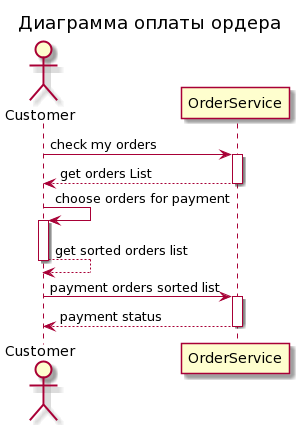 Диаграмма оплаты ордера
Customer
OrderService
check my orders
get orders List
choose orders for payment
get sorted orders list
payment orders sorted list
payment status
Customer
OrderService